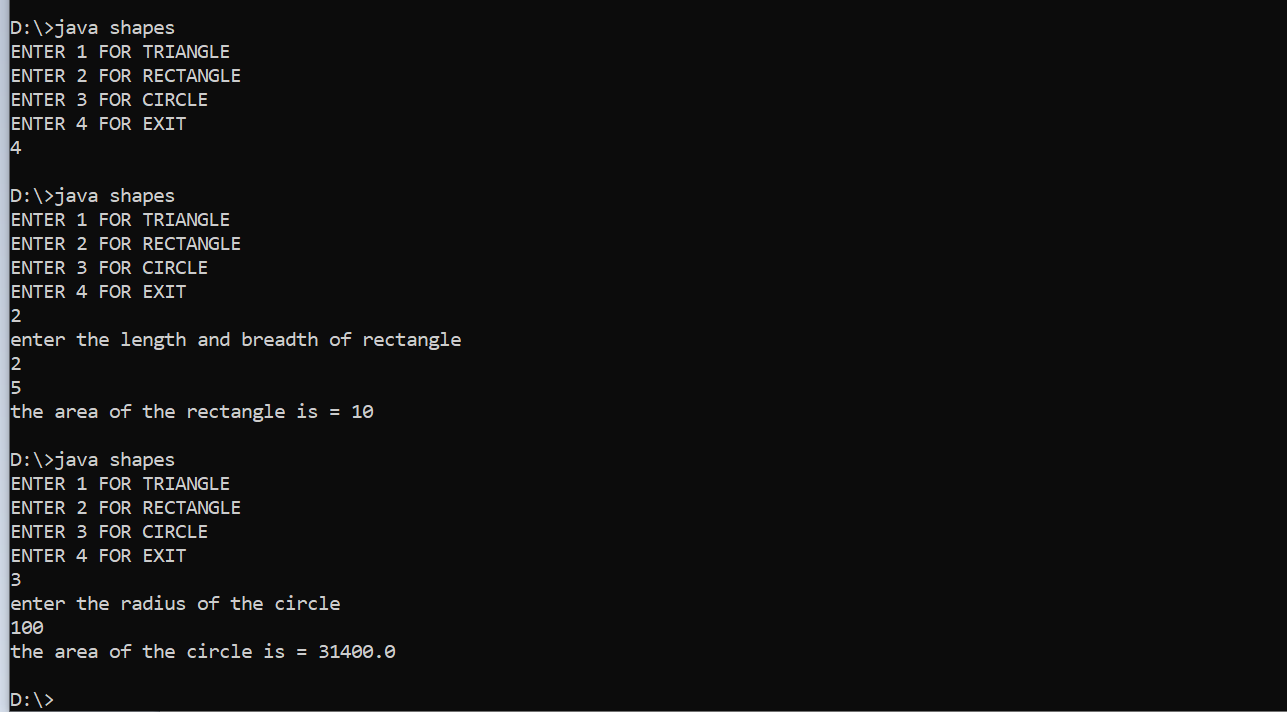 D:\>java shapes
ENTER 1 FOR TRIANGLE
ENTER 2 FOR RECTANGLE
ENTER 3 FOR CIRCLE
ENTER 4 FOR EXIT
4
D:\>java shapes
ENTER 1 FOR TRIANGLE
ENTER 2 FOR RECTANGLE
ENTER 3 FOR CIRCLE
ENTER 4 FOR EXIT
2
enter the length and breadth of rectangle
2
5
the area of the rectangle is = 10
D:\>java shapes
ENTER 1 FOR TRIANGLE
ENTER 2 FOR RECTANGLE
ENTER 3 FOR CIRCLE
ENTER 4 FOR EXIT
3
enter the radius of the circle
100
the area of the circle is = 31400.0
D:\>